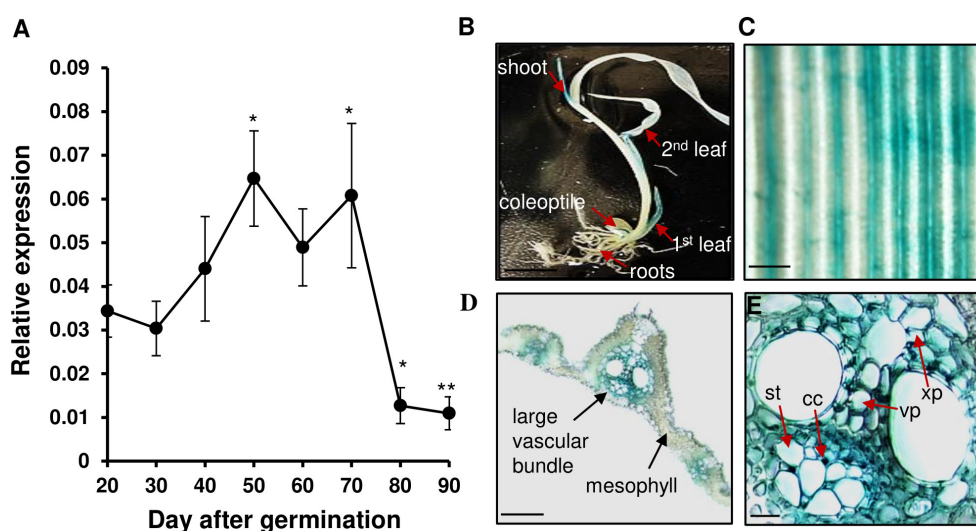 A
0.09
0.08
0.07
0.06
0.05
0.04
0.03
0.02
0.01
0
*
*
*
**
20 30 40 50 60 70 80 90
Relative expression
Day after germination
B
shoot
2nd leaf
coleoptile
1st leaf
roots
C
D
large
vascular
bundle
mesophyll
E
st
cc
vp
xp